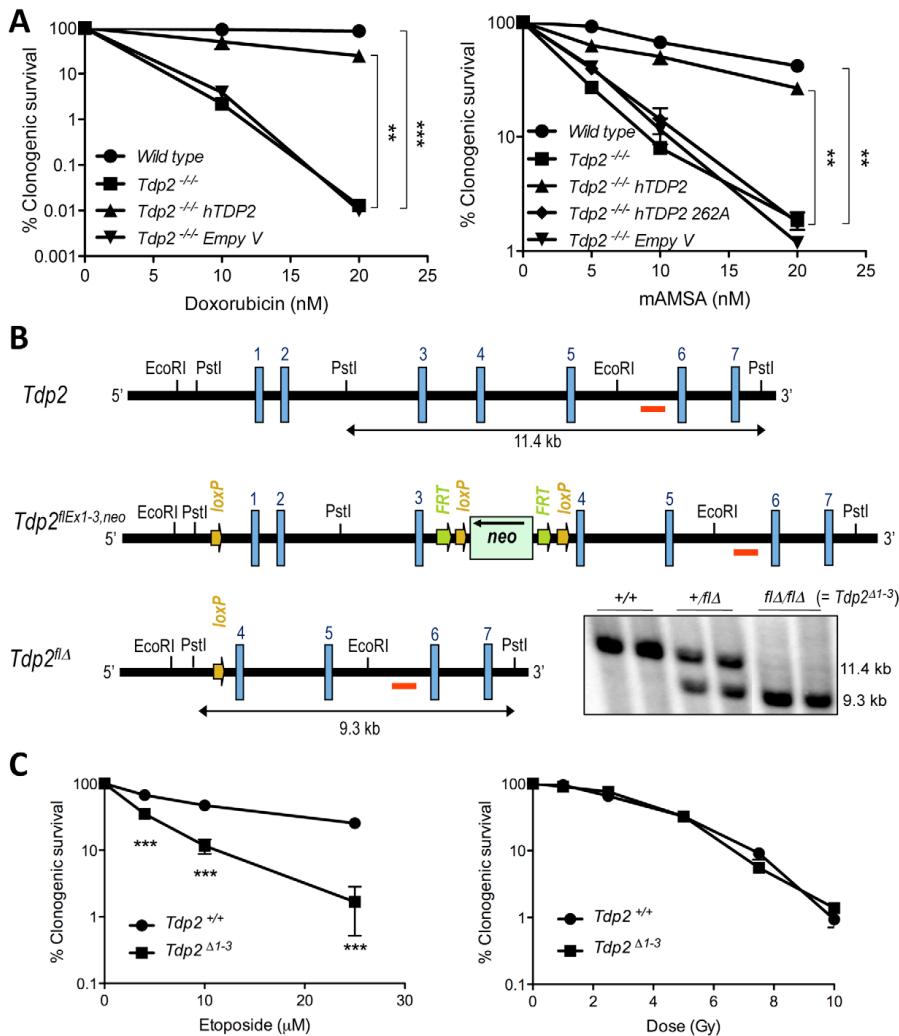 A
% Clonogenic survival
100
10
1
0.1
0.01
0.001
0 5 10 15 20 25
Doxorubicin (nM)
Wild type
Tdp2 -/-/-
Tdp2 -/-/- hTDP2
Tdp2 -/-/- Empy V
**
***
% Clonogenic survival
100
10
1
0 5 10 15 20 25
mAMSA (nM)
Wild type
Tdp2 -/-/-
Tdp2 -/-/- hTDP2
Tdp2 -/-/- hTDP2 262A
Tdp2 -/-/- Empy V
**
**
B
Tdp2
5’ EcoRI PstI 1 2 PstI 3 4 5 EcoRI 6 7 PstI 3’
11.4 kb
Tdp2flEx1-3,neo
5’ EcoRI PstI loxP 1 2 PstI 3 FRT loxP neo FRT loxP 4 5 EcoRI 6 7 PstI 3’
Tdp2flΔ
5’ EcoRI PstI loxP 4 5 EcoRI 6 7 PstI 3’
9.3 kb
+/+ +/flΔ flΔ/flΔ (= Tdp2Δ1-3)
11.4 kb
9.3 kb
C
% Clonogenic survival
100
10
1
0.1
0 10 20 30
Etoposide (μM)
***
***
***
Tdp2 +/+
Tdp2 Δ1-3
% Clonogenic survival
100
10
1
0.1
0 2 4 6 8 10
Dose (Gy)
Tdp2 +/+
Tdp2 Δ1-3